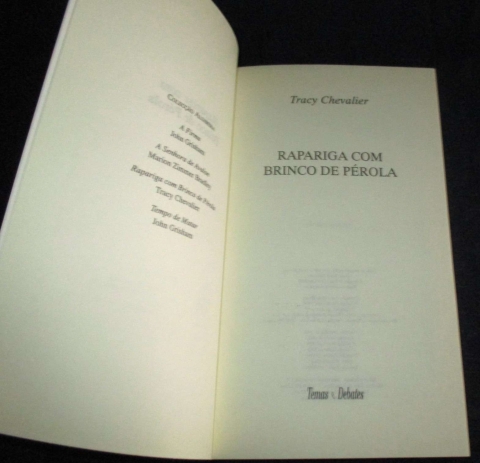 COLECÇÃO
A Firma
John Grisham
A Senhora de Avalon
Marion Zimmer Bradley
Rapariga com Brinco de Pérola
Tracy Chevalier
Tempo de Matar
John Grisham
Tracy Chevalier
RAPARIGA COM
BRINCO DE PÉROLA
Temas e Debates